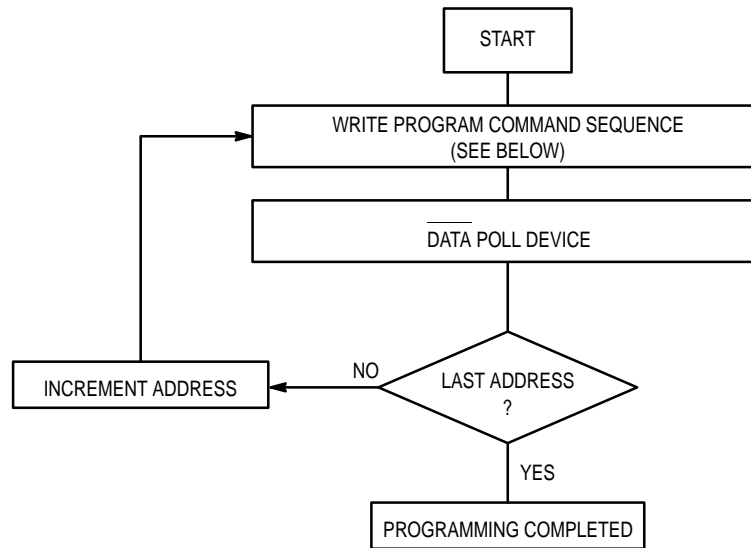 START
WRITE PROGRAM COMMAND SEQUENCE
(SEE BELOW)
DATA POLL DEVICE
NO
LAST ADDRESS
?
INCREMENT ADDRESS
YES
PROGRAMMING COMPLETED